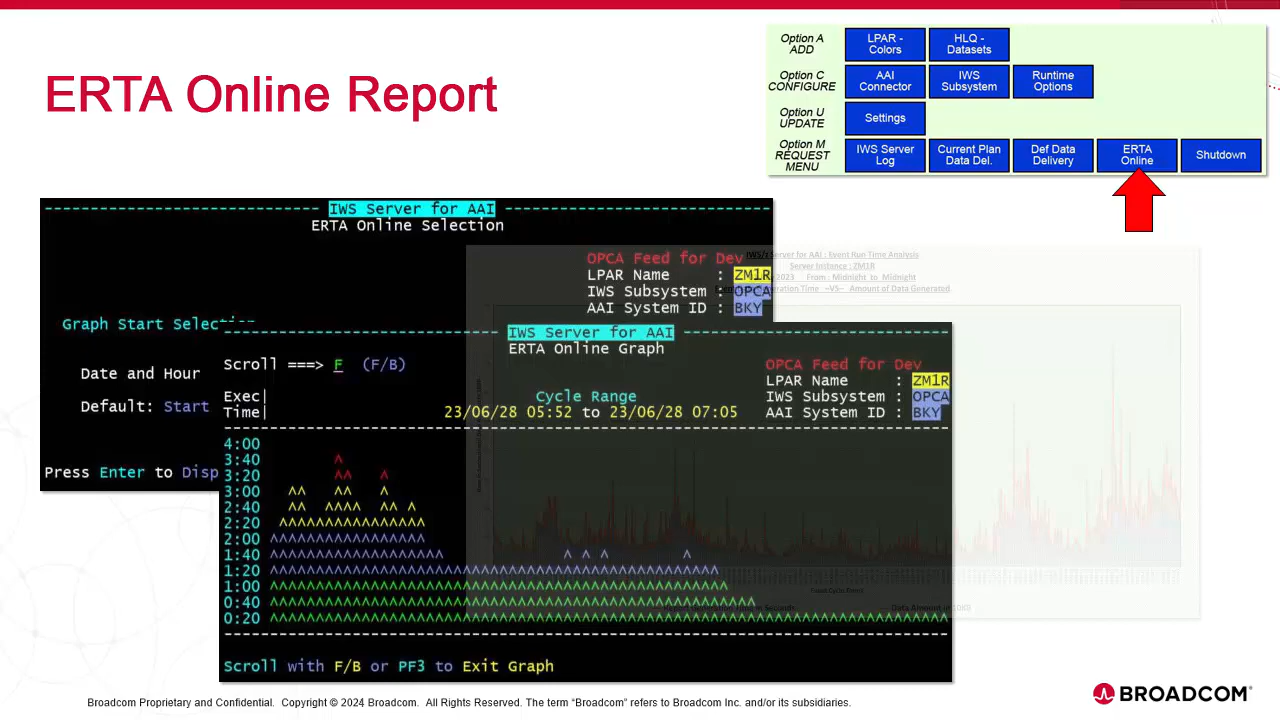 ERTA Online Report
Option A
ADD
LPAR -
Colors
HLQ -
Datasets
Option C
CONFIGURE
AAI
Connector
IWS
Subsystem
Runtime
Options
Option U
UPDATE
Settings
Option M
REQUEST
MENU
IWS Server
Log
Current Plan
Data Del.
Def Data
Delivery
ERTA
Online
Shutdown
IWS Server for AAI
ERTA Online Selection
OPCA Feed for Dev
LPAR Name : ZM1R
IWS Subsystem : OPCA
AAI System ID : BKY
Graph Start Selection
Date and Hour
Default: Start
Press Enter to Disp
IWS/z Server for AAI : Event Run Time Analysis
Server Instance : ZM1R
2023 From : Midnight to Midnight
Time --VS-- Amount of Data Generated
IWS Server for AAI
ERTA Online Graph
Scroll ===> F (F/B)
OPCA Feed for Dev
LPAR Name : ZM1R
IWS Subsystem : OPCA
AAI System ID : BKY
Exec|
Time|
Cycle Range
23/06/28 05:52 to 23/06/28 07:05
4:00
3:40
3:20
3:00
2:40
2:20
2:00
1:40
1:20
1:00
0:40
0:20
Scroll with F/B or PF3 to Exit Graph
Broadcom Proprietary and Confidential. Copyright © 2024 Broadcom. All Rights Reserved. The term “Broadcom” refers to Broadcom Inc. and/or its subsidiaries.
BROADCOM®